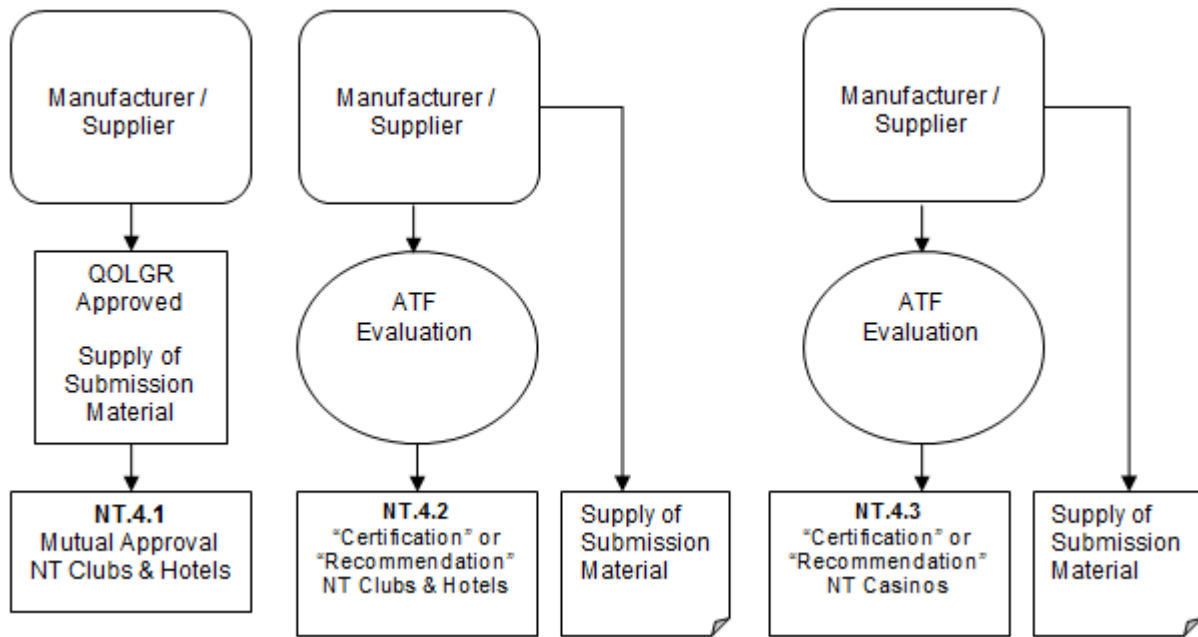 Manufacturer /
Supplier
QOLGR
Approved
Supply of
Submission
Material
NT.4.1
Mutual Approval
NT Clubs & Hotels
Manufacturer /
Supplier
ATF
Evaluation
NT.4.2
“Certification” or
“Recommendation”
NT Clubs & Hotels
Supply of
Submission
Material
Manufacturer /
Supplier
ATF
Evaluation
NT.4.3
“Certification” or
“Recommendation”
NT Casinos
Supply of
Submission
Material